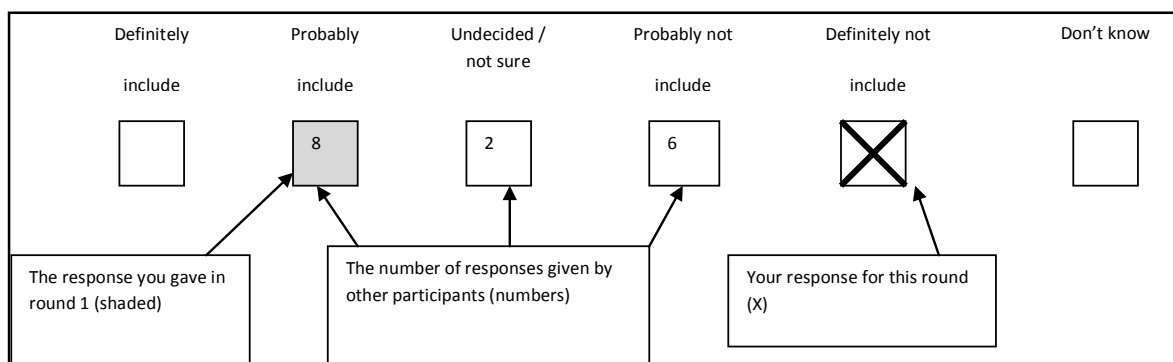 Definitely Probably Undecided / Probably not Definitely not Don’t know
not sure
include include include include
8 2 6
The response you gave in
round 1 (shaded)
The number of responses given by
other participants (numbers)
Your response for this round
(X)